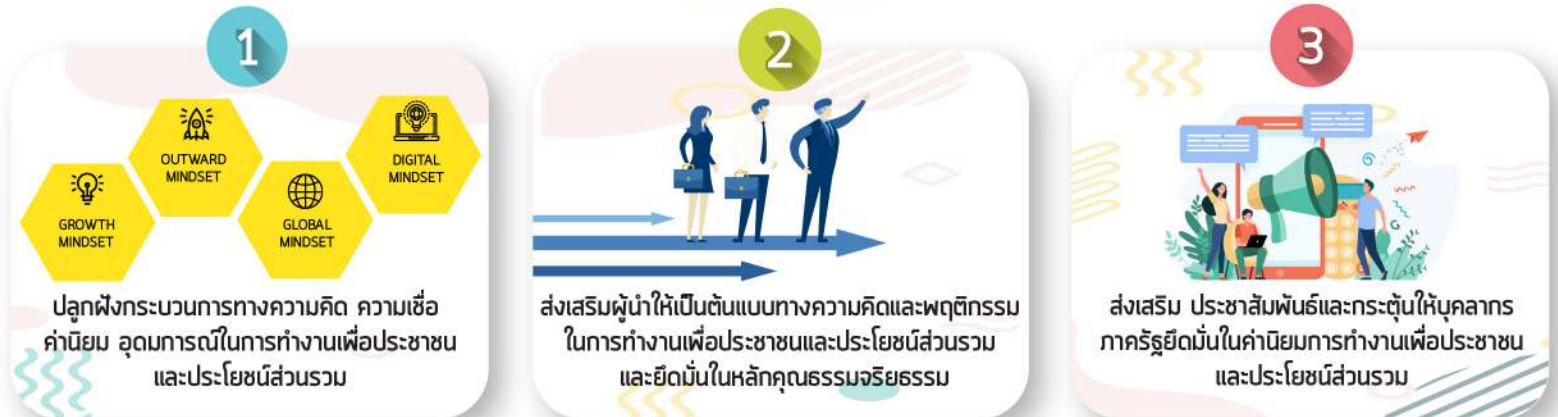 1
OUTWARD
MINDSET
DIGITAL
MINDSET
GROWTH
MINDSET
GLOBAL
MINDSET
ปลูกฝังกระบวนการทางความคิด ความเชื่อ
ค่านิยม อุดมการณ์ในการทำงานเพื่อประชาชน
และประโยชน์ส่วนรวม
2
ส่งเสริมผู้นำให้เป็นต้นแบบทางความคิดและพฤติกรรม
ในการทำงานเพื่อประชาชนและประโยชน์ส่วนรวม
และยึดมั่นในหลักคุณธรรมจริยธรรม
3
ส่งเสริม ประชาสัมพันธ์และกระตุ้นให้บุคลากร
ภาครัฐยึดมั่นในค่านิยมการทำงานเพื่อประชาชน
และประโยชน์ส่วนรวม